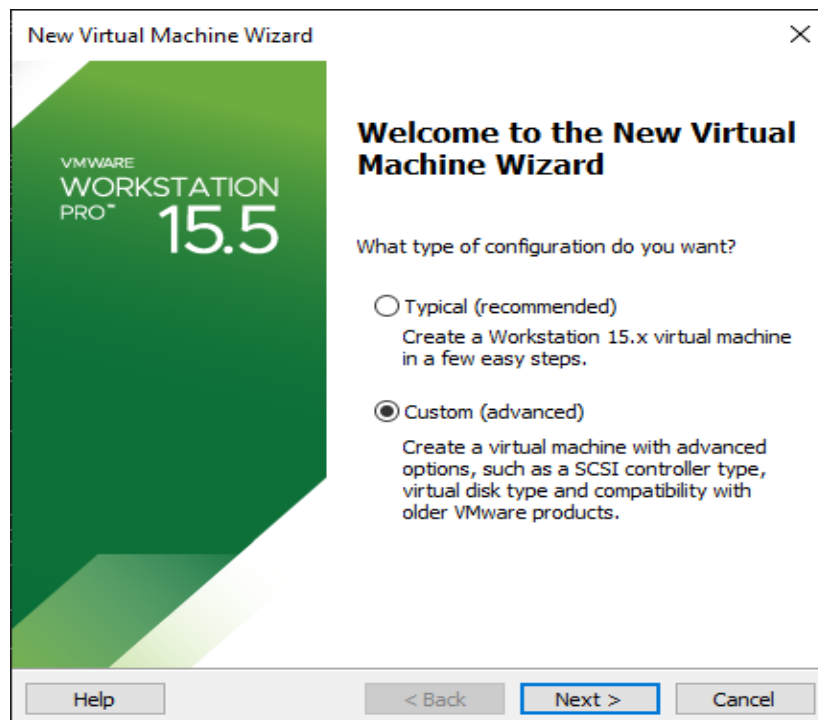 New Virtual Machine Wizard
VMWARE
WORKSTATION
PRO™ 15.5
Welcome to the New Virtual
Machine Wizard
What type of configuration do you want?
Typical (recommended)
Create a Workstation 15.x virtual machine
in a few easy steps.
Custom (advanced)
Create a virtual machine with advanced
options, such as a SCSI controller type,
virtual disk type and compatibility with
older VMware products.
Help < Back Next > Cancel